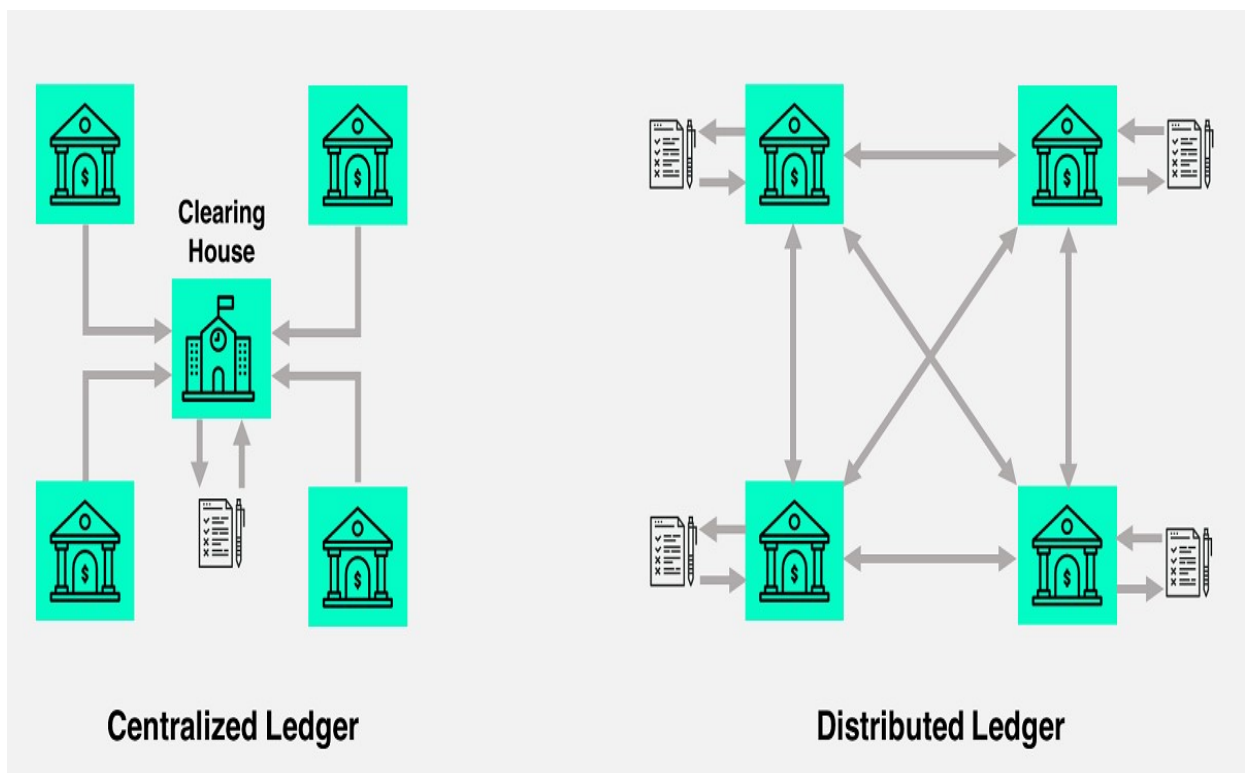 Clearing
House
$
$
$
$
$
$
$
$
Centralized Ledger
Distributed Ledger